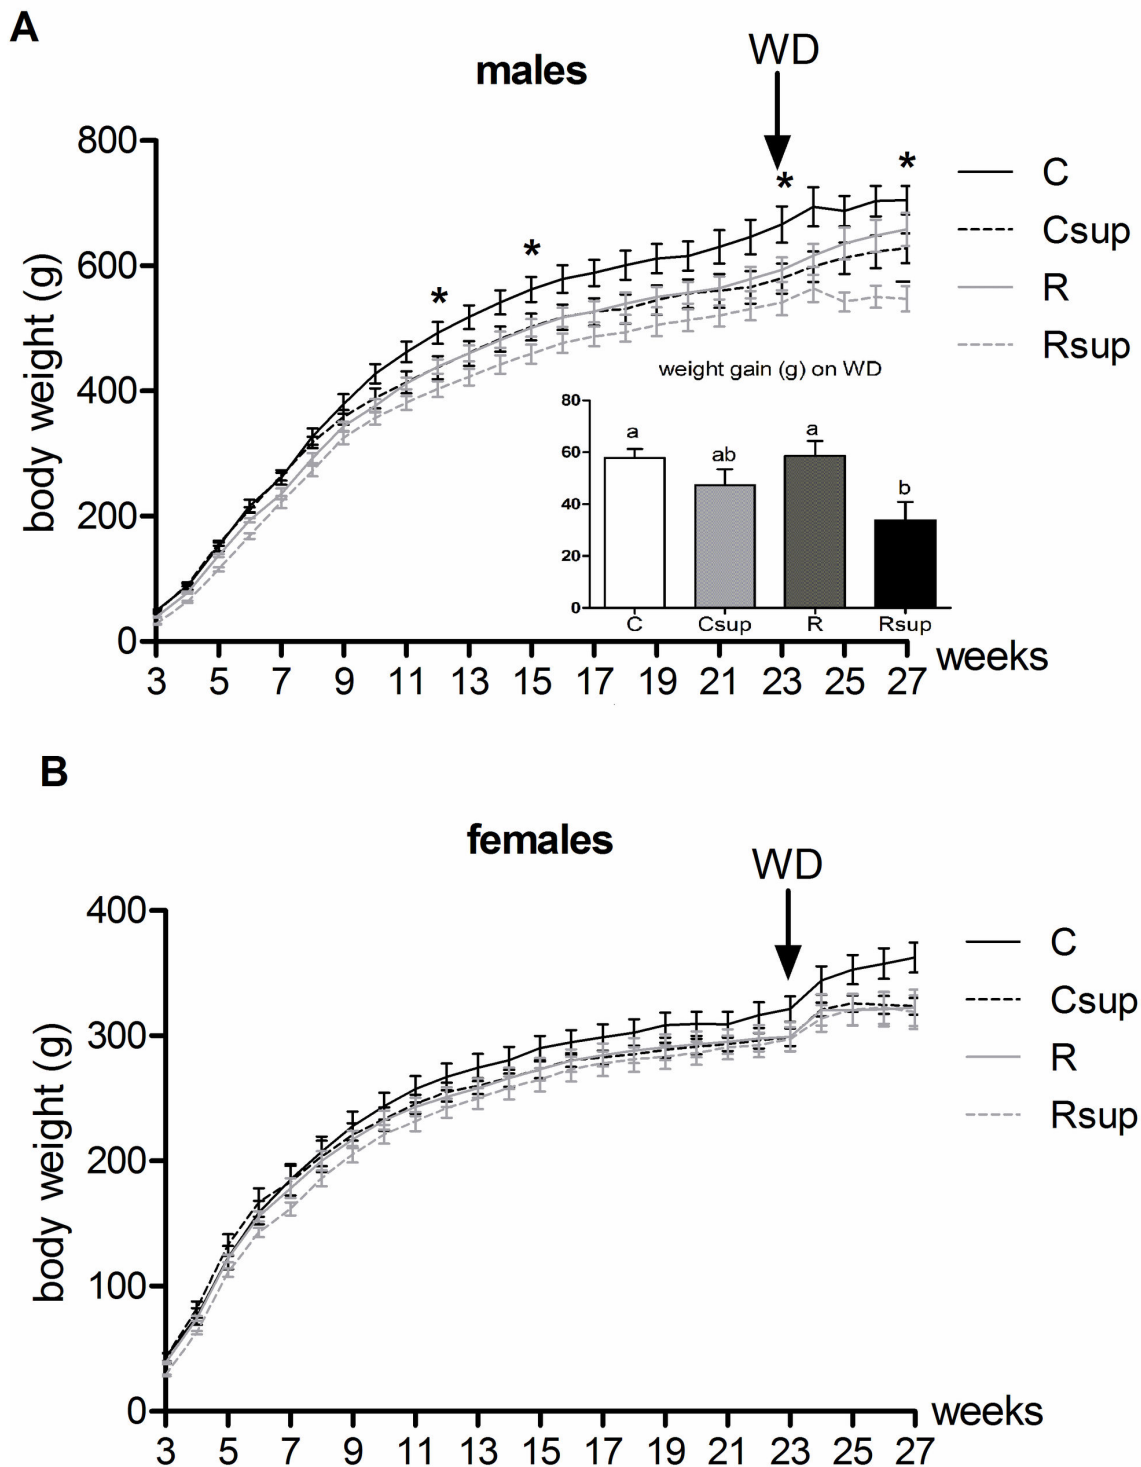 A
males
WD
800
600
400
200
0
body weight (g)
*
*
*
*
C
Csup
R
Rsup
weight gain (g) on WD
80
60
40
20
0
a
ab
a
b
C Csup R Rsup
3 5 7 9 11 13 15 17 19 21 23 25 27
weeks
B
females
WD
400
300
200
100
0
body weight (g)
C
Csup
R
Rsup
3 5 7 9 11 13 15 17 19 21 23 25 27
weeks